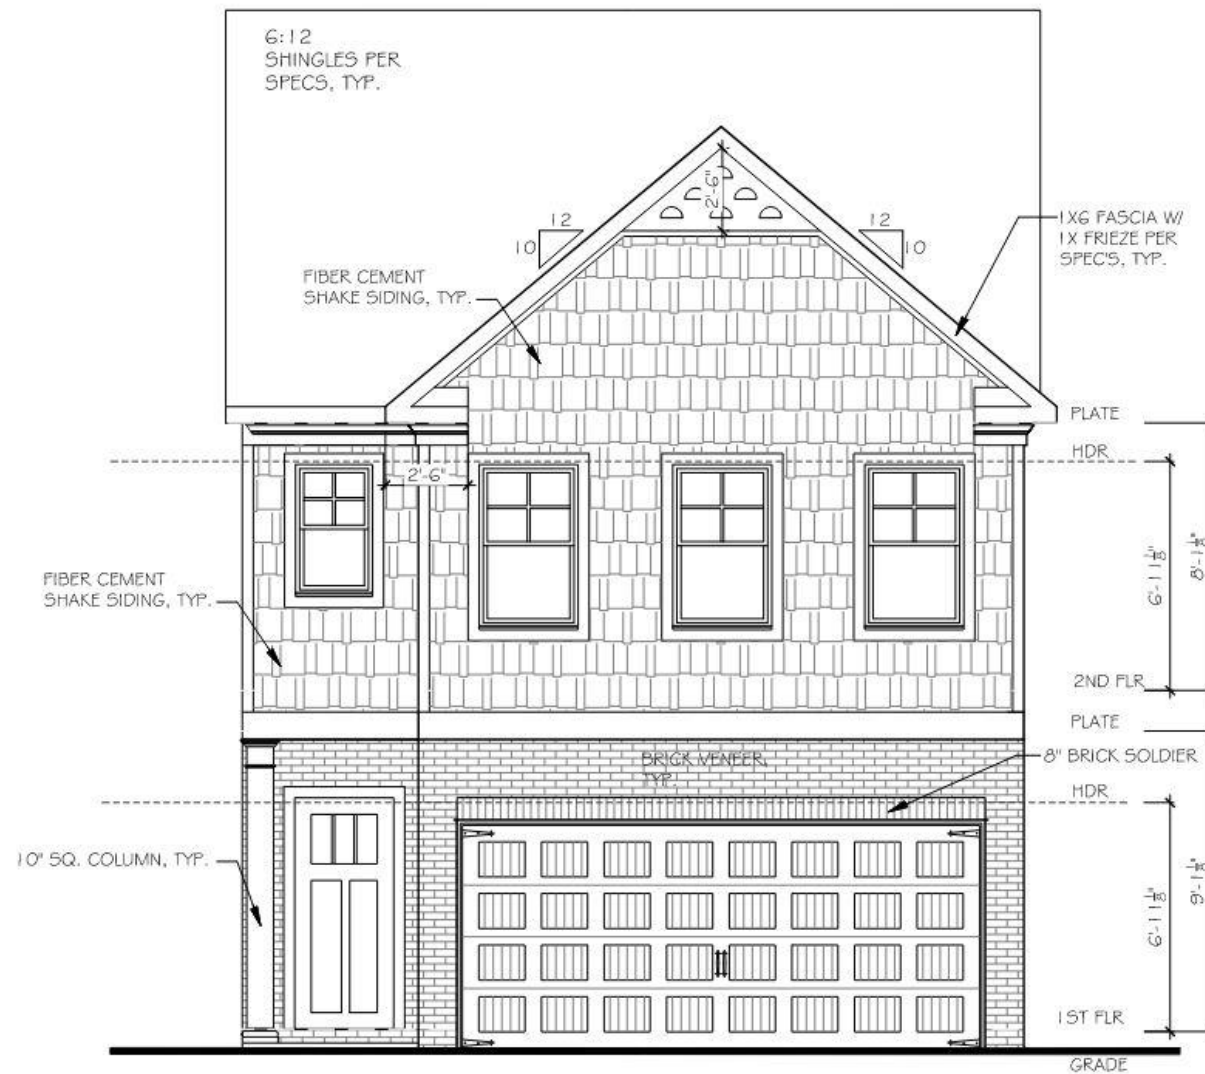 6:12
SHINGLES PER
SPECS, TYP.
2'-6"
12
10
12
10
1X6 FASCIA W/
1X FRIEZE PER
SPEC'S, TYP.
FIBER CEMENT
SHAKE SIDING, TYP.
PLATE
HDR
2'-6"
6'-11 1/8"
8'-1 1/8"
FIBER CEMENT
SHAKE SIDING, TYP.
2ND FLR
PLATE
BRICK VENEER,
TYP.
8" BRICK SOLDIER
HDR
10" SQ. COLUMN, TYP.
6'-11 1/8"
9'-1 1/8"
1ST FLR
GRADE